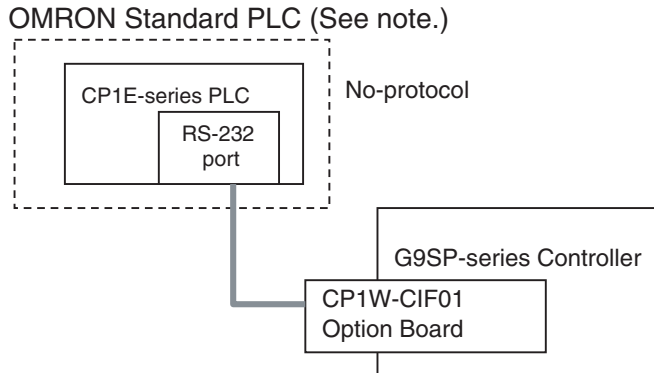 OMRON Standard PLC (See note.)
CP1E-series PLC
No-protocol
RS-232
port
G9SP-series Controller
CP1W-CIF01
Option Board